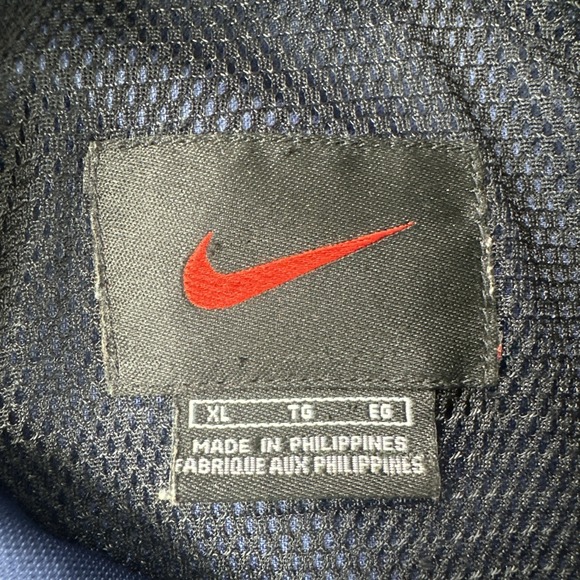 XL TG EG
MADE IN PHILIPPINES
FABRIQUE AUX PHILIPPINES